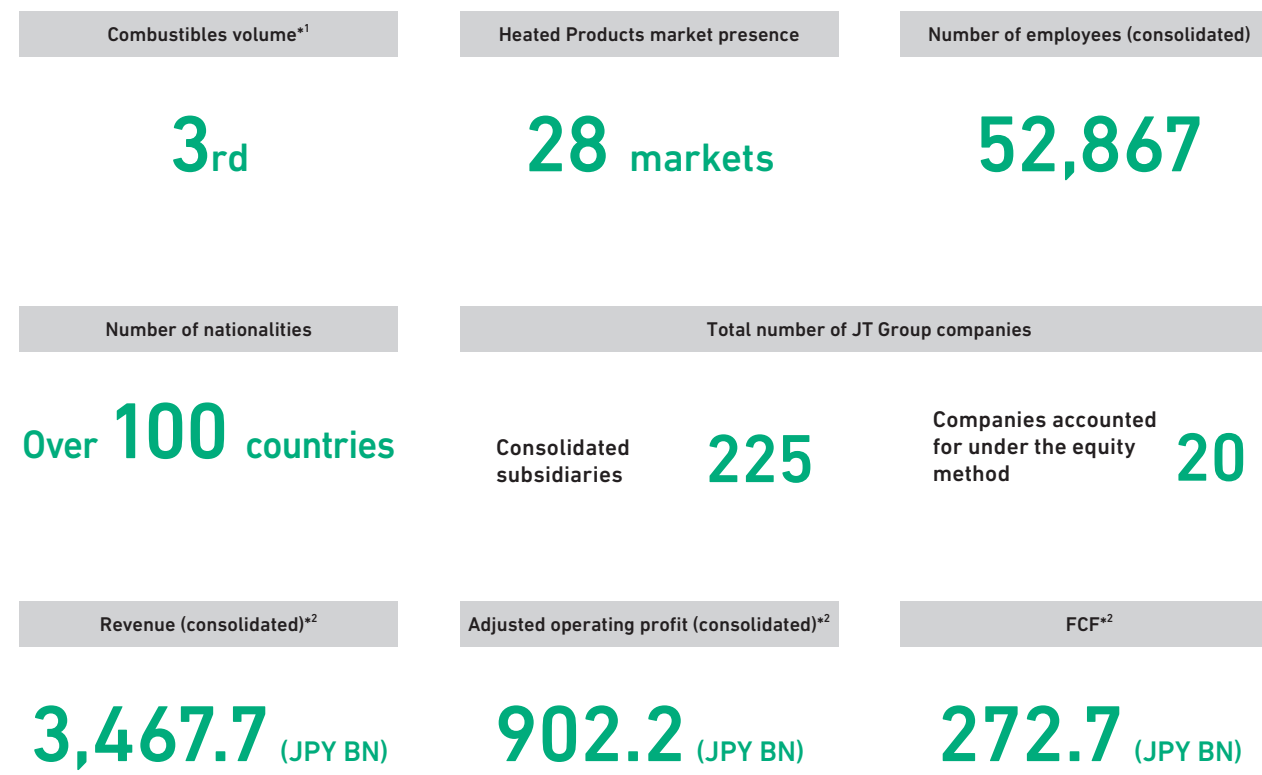 Combustibles volume*1
3rd
Heated Products market presence
28 markets
Number of employees (consolidated)
52,867
Number of nationalities
Over 100 countries
Total number of JT Group companies
Consolidated
subsidiaries
225
Companies accounted
for under the equity
method
20
Revenue (consolidated)*2
3,467.7 (JPY BN)
Adjusted operating profit (consolidated)*2
902.2 (JPY BN)
FCF*2
272.7 (JPY BN)